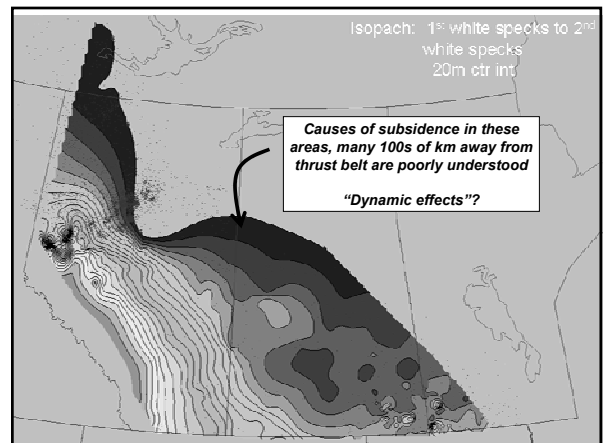 Isopach: 1st white specks to 2nd
white specks
20m ctr int
Causes of subsidence in these
areas, many 100s of km away from
thrust belt are poorly understood
“Dynamic effects”?